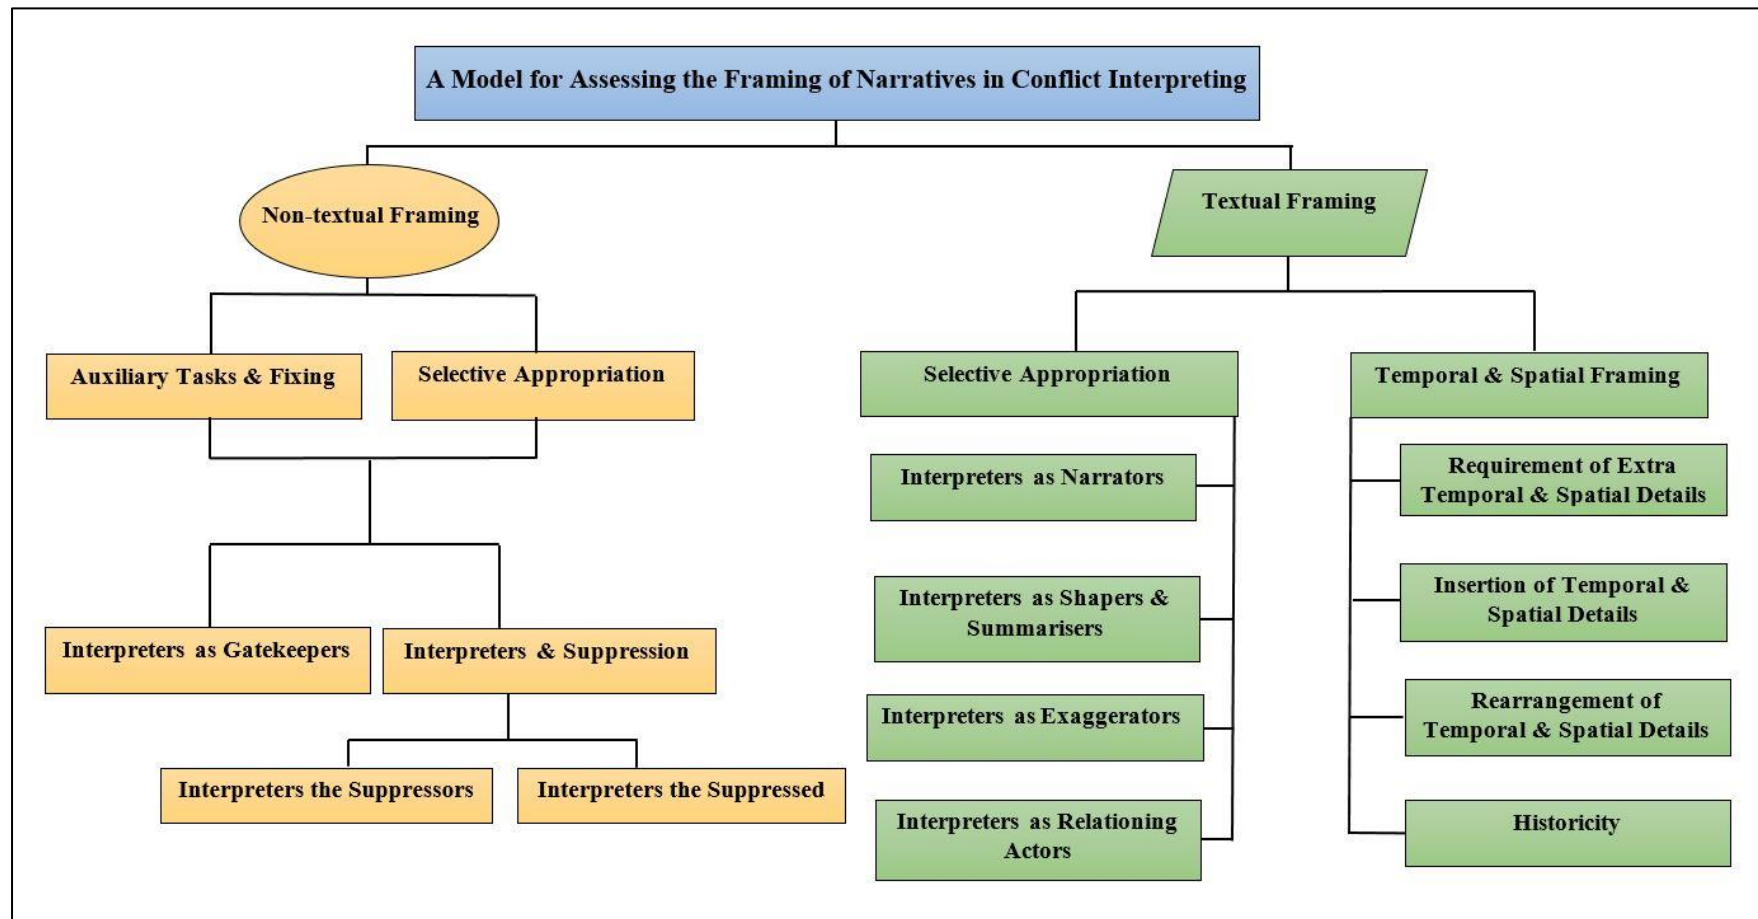 A Model for Assessing the Framing of Narratives in Conflict Interpreting
Non-textual Framing
Textual Framing
Auxiliary Tasks & Fixing
Selective Appropriation
Selective Appropriation
Temporal & Spatial Framing
Interpreters as Gatekeepers
Interpreters & Suppression
Interpreters the Suppressors
Interpreters the Suppressed
Interpreters as Narrators
Interpreters as Shapers &
Summarisers
Interpreters as Exaggerators
Interpreters as Relationing
Actors
Requirement of Extra
Temporal & Spatial Details
Insertion of Temporal &
Spatial Details
Rearrangement of
Temporal & Spatial Details
Historicity